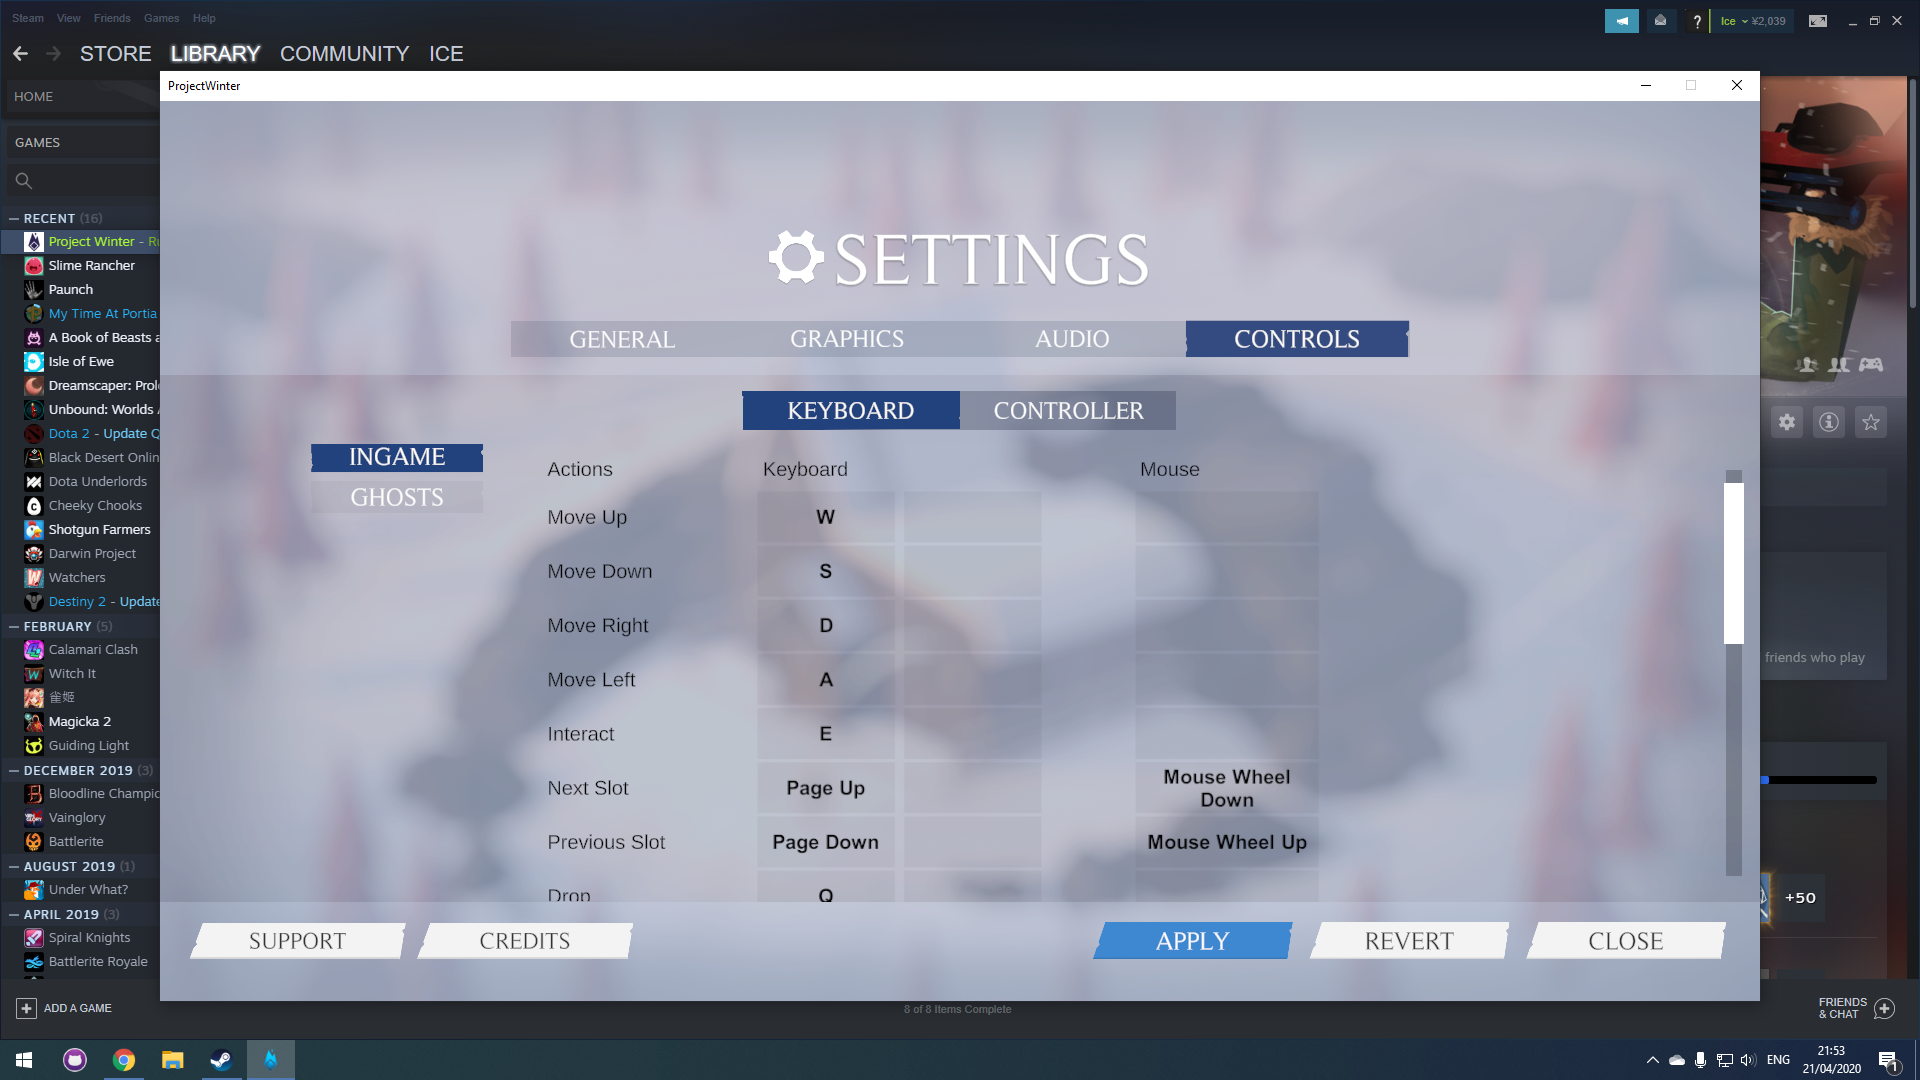 Steam View Friends Games Help
? Ice ¥2,039
STORE LIBRARY COMMUNITY ICE
ProjectWinter
HOME
GAMES
RECENT (16)
Project Winter - Ru
Slime Rancher
Paunch
My Time At Portia
A Book of Beasts a
Isle of Ewe
Dreamscaper: Prol
Unbound: Worlds A
Dota 2 - Update Q
Black Desert Onlin
Dota Underlords
Cheeky Chooks
Shotgun Farmers
Darwin Project
Watchers
Destiny 2 - Update
FEBRUARY (5)
Calamari Clash
Witch It
雀姬
Magicka 2
Guiding Light
DECEMBER 2019 (3)
Bloodline Champic
Vainglory
Battlerite
AUGUST 2019 (1)
Under What?
APRIL 2019 (3)
Spiral Knights
Battlerite Royale
ADD A GAME
SETTINGS
GENERAL GRAPHICS AUDIO CONTROLS
KEYBOARD CONTROLLER
INGAME
GHOSTS
Actions Keyboard Mouse
Move Up W
Move Down S
Move Right D
Move Left A
Interact E
Next Slot Page Up Mouse Wheel
Down
Previous Slot Page Down Mouse Wheel Up
Drop Q
SUPPORT CREDITS APPLY REVERT CLOSE
friends who play
+50
8 of 8 Items Complete
FRIENDS
& CHAT
ENG
21:53
21/04/2020
1